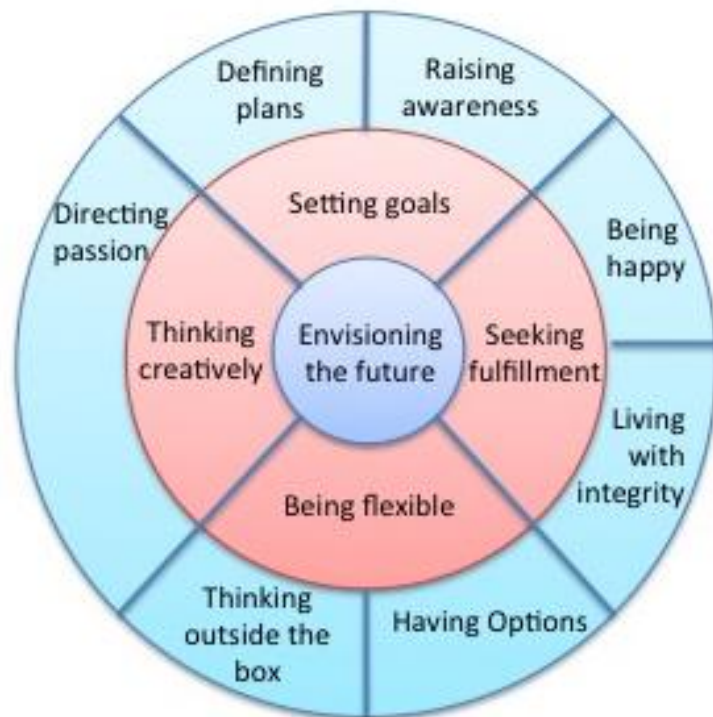 Defining
plans
Raising
awareness
Directing
passion
Setting goals
Being
happy
Thinking
creatively
Envisioning
the future
Seeking
fulfillment
Living
with
integrity
Being flexible
Thinking
outside the
box
Having Options